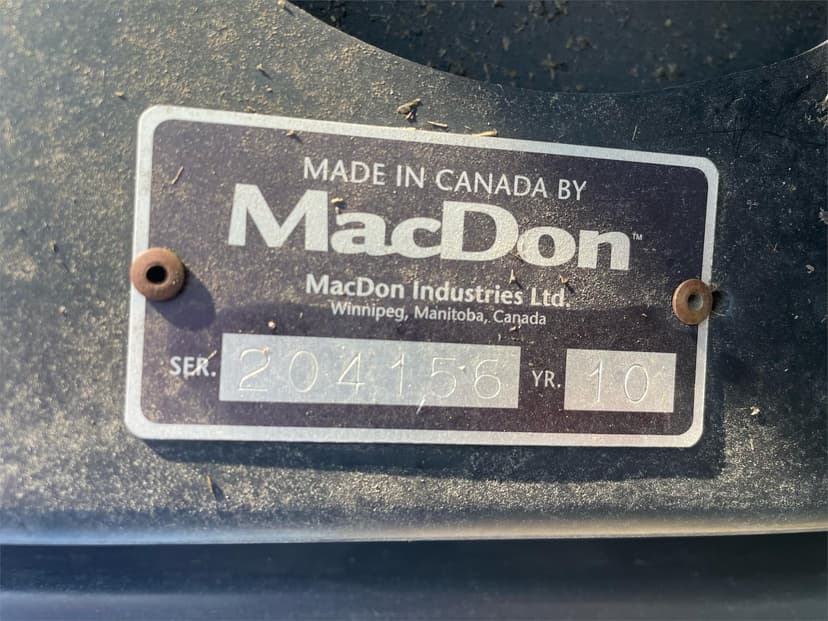 MADE IN CANADA BY
MacDon™
MacDon Industries Ltd.
Winnipeg, Manitoba, Canada
SER. 204156 YR. 10